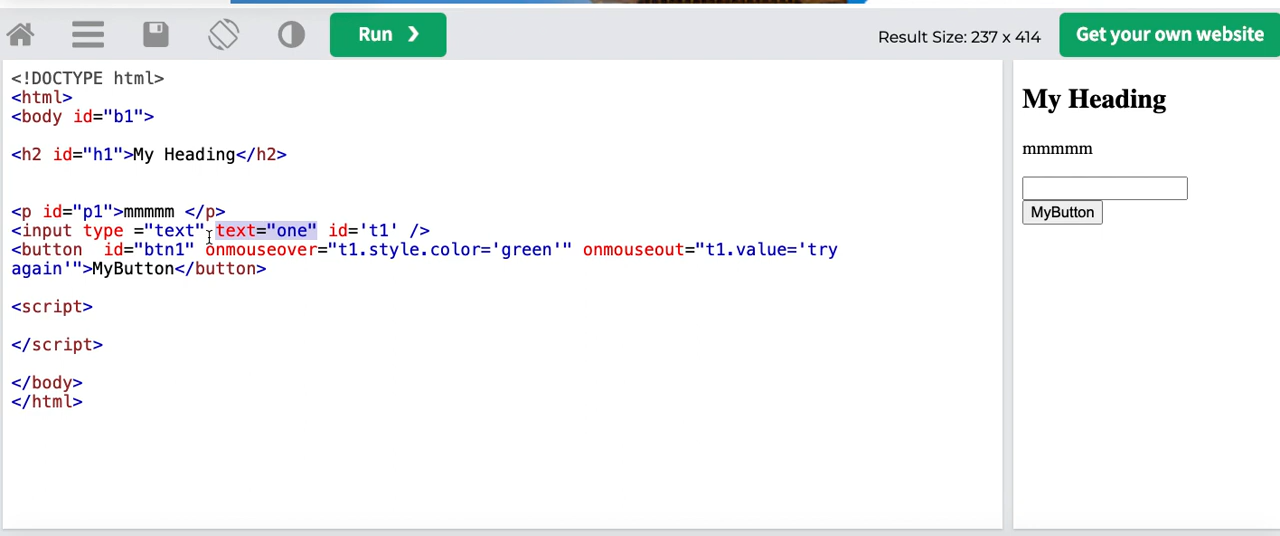 Run ❯
Result Size: 237 x 414
Get your own website
<!DOCTYPE html>
<html>
<body id="b1">
<h2 id="h1">My Heading</h2>
<p id="p1">mmmmm </p>
<input type ="text" text="one" id='t1' />
<button  id="btn1" onmouseover="t1.style.color='green'" onmouseout="t1.value='try
again'">MyButton</button>
<script>
</script>
</body>
</html>
My Heading
mmmmm
MyButton